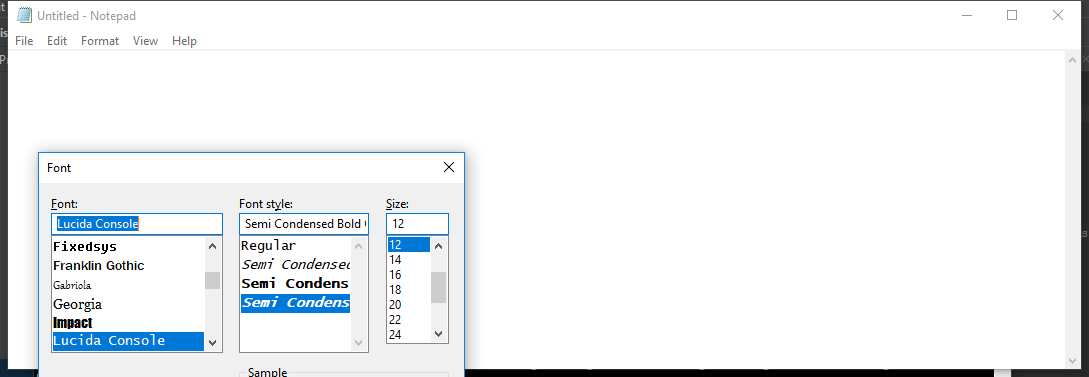 Untitled - Notepad
File Edit Format View Help
Font
Font: Font style: Size:
Lucida Console Semi Condensed Bold 12
Fixedsys Regular 12
Franklin Gothic Semi Condensed 14
Gabriola Semi Condens 16
Georgia Semi Condens 18
Impact 20
Lucida Console 22
24
Sample